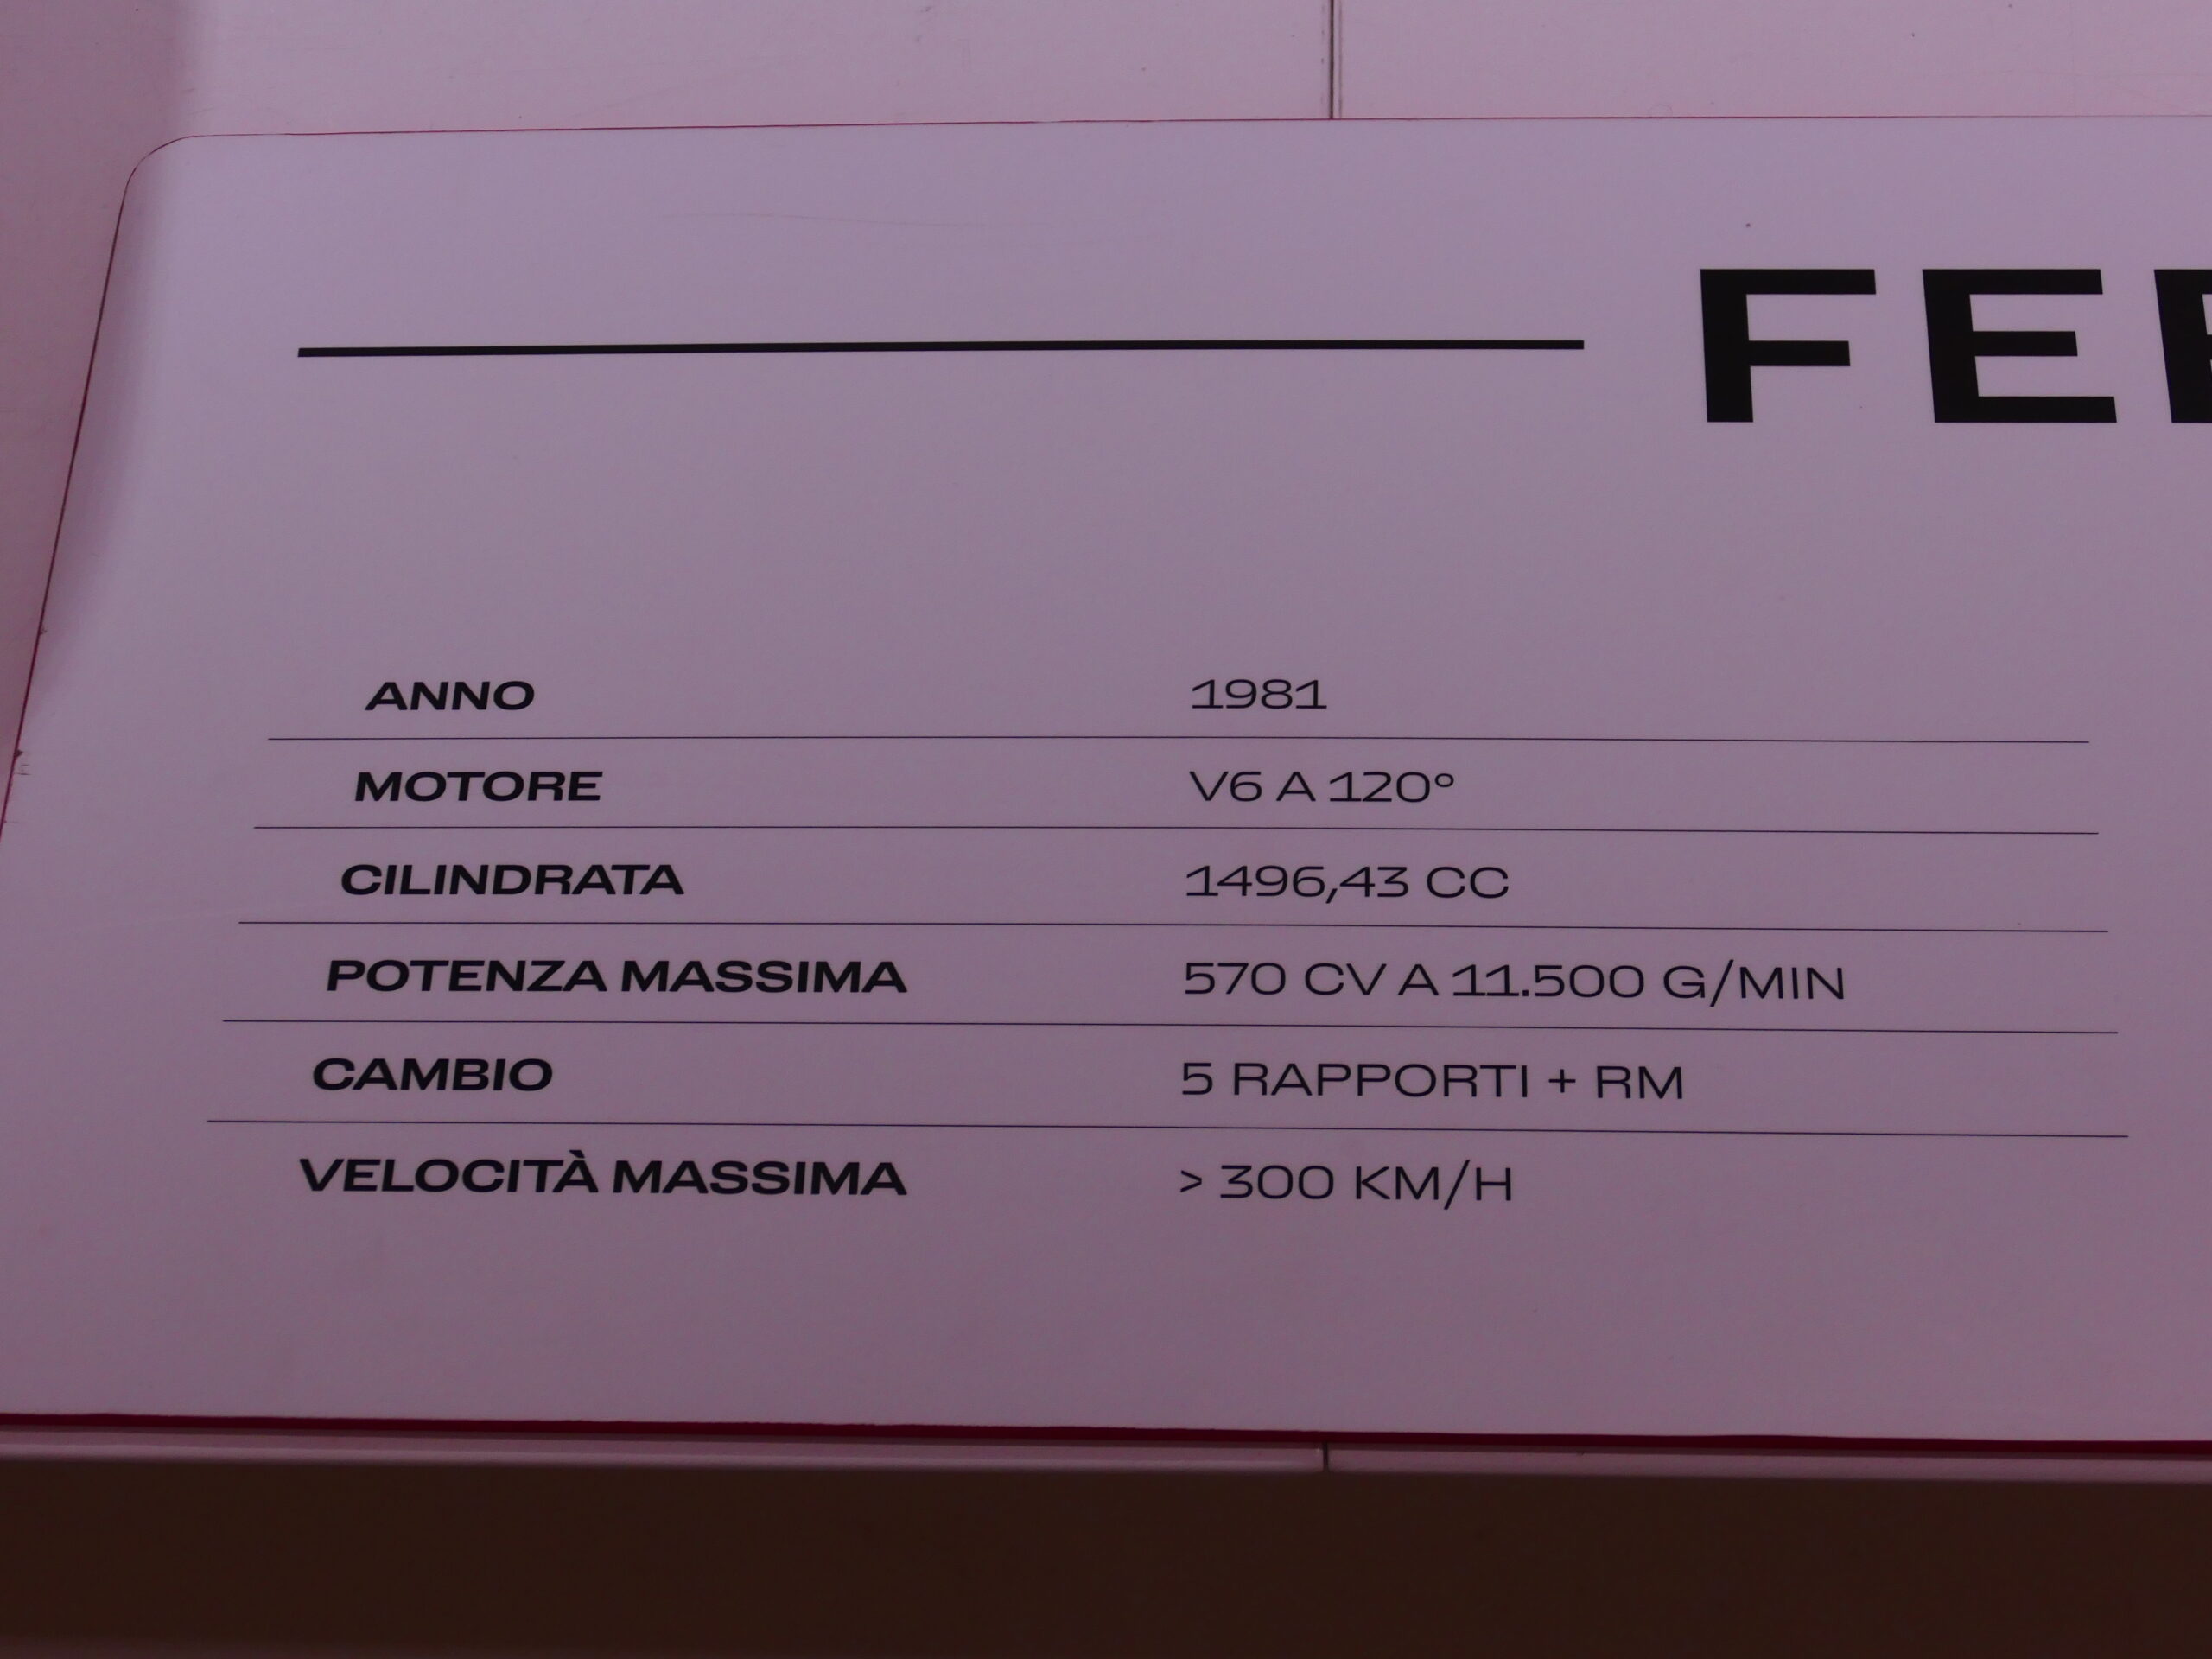 FE
ANNO 1981
MOTORE V6 A 120°
CILINDRATA 1496,43 CC
POTENZA MASSIMA 570 CV A 11.500 G/MIN
CAMBIO 5 RAPPORTI + RM
VELOCITÀ MASSIMA > 300 KM/H